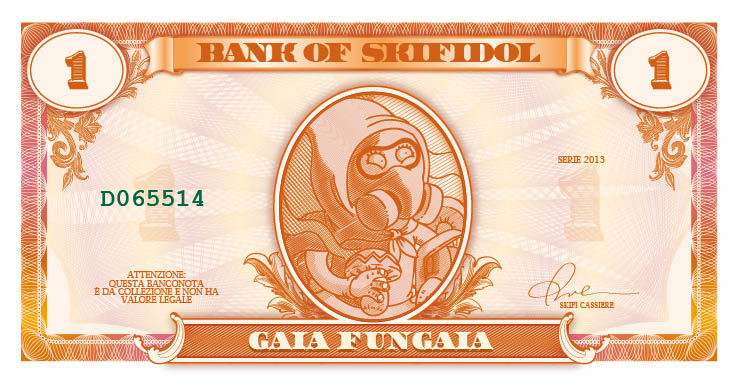 1
BANK OF SKIFIDOL
1
SERIE 2013
D065514
1
1
ATTENZIONE:
QUESTA BANCONOTA
È DA COLLEZIONE E NON HA
VALORE LEGALE
SKIFI CASSIERE
GAIA FUNGAIA